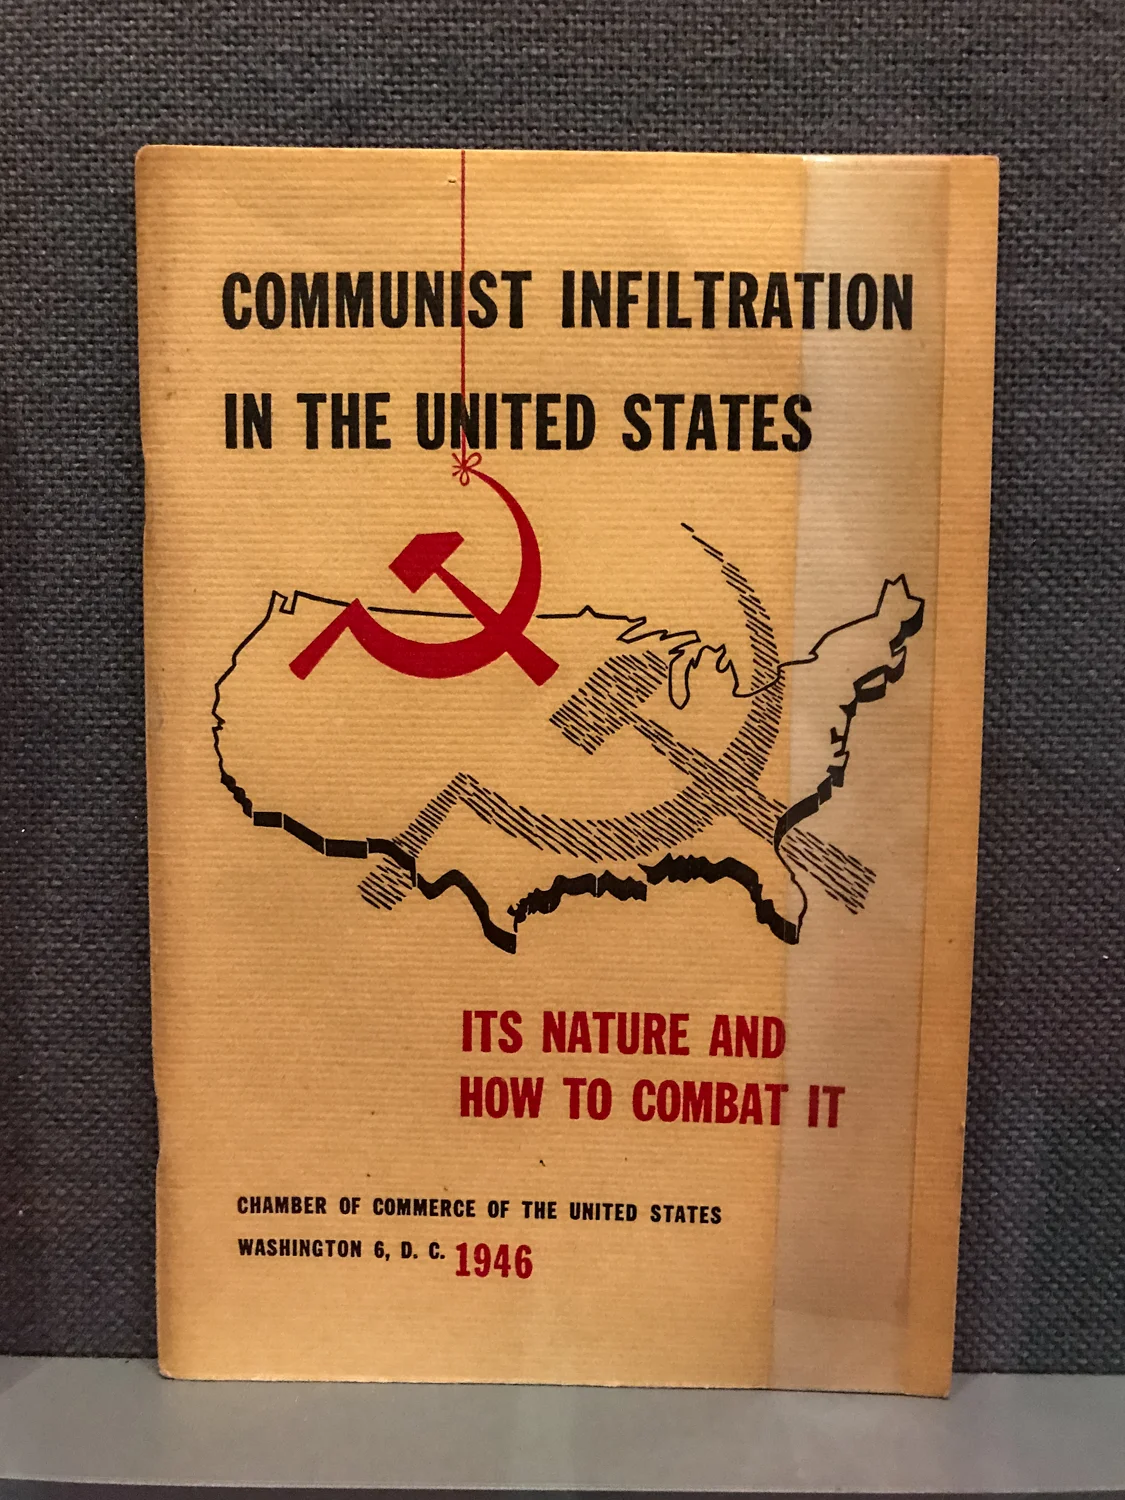 COMMUNIST INFILTRATION
IN THE UNITED STATES
ITS NATURE AND
HOW TO COMBAT IT
CHAMBER OF COMMERCE OF THE UNITED STATES
WASHINGTON 6, D. C. 1946